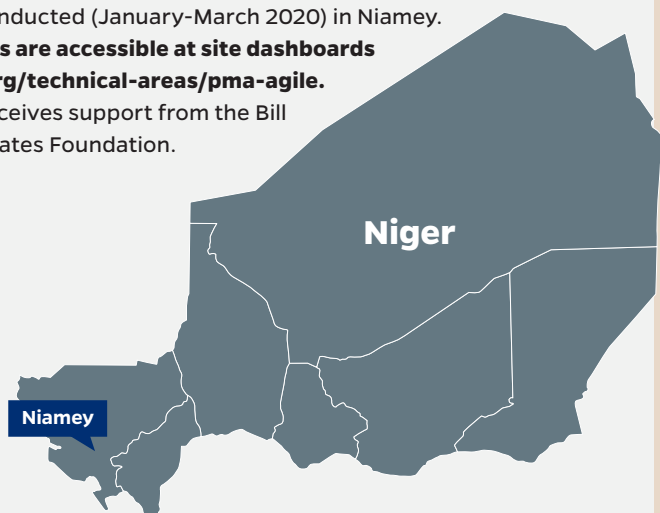 nducted (January-March 2020) in Niamey.
s are accessible at site dashboards
rg/technical-areas/pma-agile.
ceives support from the Bill
ates Foundation.
Niger
Niamey